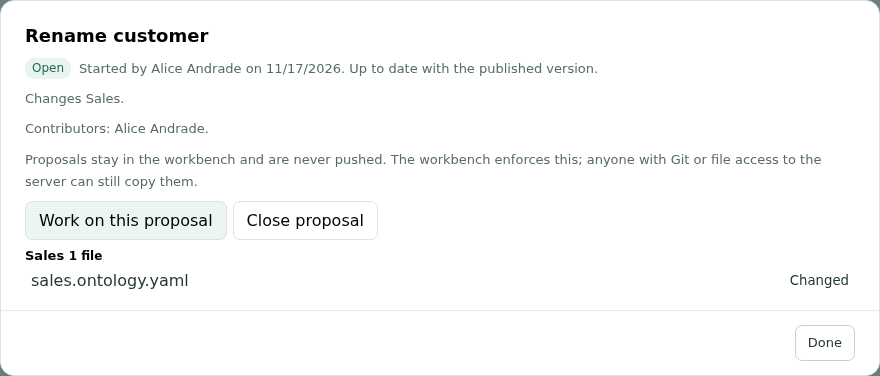 Rename customer
Open Started by Alice Andrade on 11/17/2026. Up to date with the published version.
Changes Sales.
Contributors: Alice Andrade.
Proposals stay in the workbench and are never pushed. The workbench enforces this; anyone with Git or file access to the
server can still copy them.
Work on this proposal Close proposal
Sales 1 file
sales.ontology.yaml Changed
Done